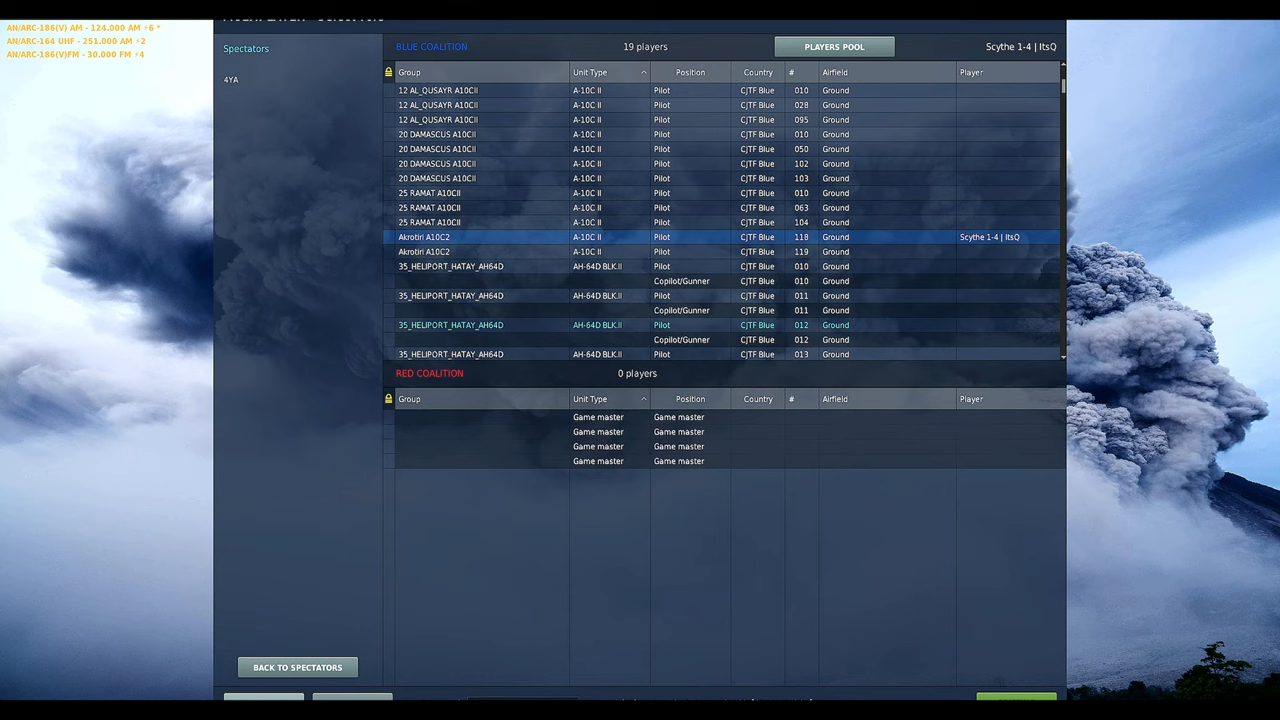 AN/ARC-186(V) AM - 124.000 AM ⚡6 *
AN/ARC-164 UHF - 251.000 AM ⚡2
AN/ARC-186(V)FM - 30.000 FM ⚡4
Spectators
4YA
BLUE COALITION 19 players PLAYERS POOL Scythe 1-4 | ItsQ
Group Unit Type Position Country # Airfield Player
12 AL_QUSAYR A10CII A-10C II Pilot CJTF Blue 010 Ground
12 AL_QUSAYR A10CII A-10C II Pilot CJTF Blue 028 Ground
12 AL_QUSAYR A10CII A-10C II Pilot CJTF Blue 095 Ground
20 DAMASCUS A10CII A-10C II Pilot CJTF Blue 010 Ground
20 DAMASCUS A10CII A-10C II Pilot CJTF Blue 050 Ground
20 DAMASCUS A10CII A-10C II Pilot CJTF Blue 102 Ground
20 DAMASCUS A10CII A-10C II Pilot CJTF Blue 103 Ground
25 RAMAT A10CII A-10C II Pilot CJTF Blue 010 Ground
25 RAMAT A10CII A-10C II Pilot CJTF Blue 063 Ground
25 RAMAT A10CII A-10C II Pilot CJTF Blue 104 Ground
Akrotiri A10C2 A-10C II Pilot CJTF Blue 118 Ground Scythe 1-4 | ItsQ
Akrotiri A10C2 A-10C II Pilot CJTF Blue 119 Ground
35_HELIPORT_HATAY_AH64D AH-64D BLK.II Pilot CJTF Blue 010 Ground
Copilot/Gunner CJTF Blue 010 Ground
35_HELIPORT_HATAY_AH64D AH-64D BLK.II Pilot CJTF Blue 011 Ground
Copilot/Gunner CJTF Blue 011 Ground
35_HELIPORT_HATAY_AH64D AH-64D BLK.II Pilot CJTF Blue 012 Ground
Copilot/Gunner CJTF Blue 012 Ground
35_HELIPORT_HATAY_AH64D AH-64D BLK.II Pilot CJTF Blue 013 Ground
RED COALITION 0 players
Group Unit Type Position Country # Airfield Player
Game master Game master
Game master Game master
Game master Game master
Game master Game master
BACK TO SPECTATORS